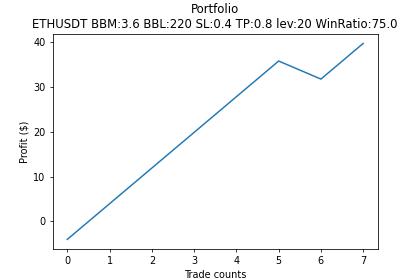 Portfolio
ETHUSDT BBM:3.6 BBL:220 SL:0.4 TP:0.8 lev:20 WinRatio:75.0
40
30
20
10
0
Profit ($)
0 1 2 3 4 5 6 7
Trade counts